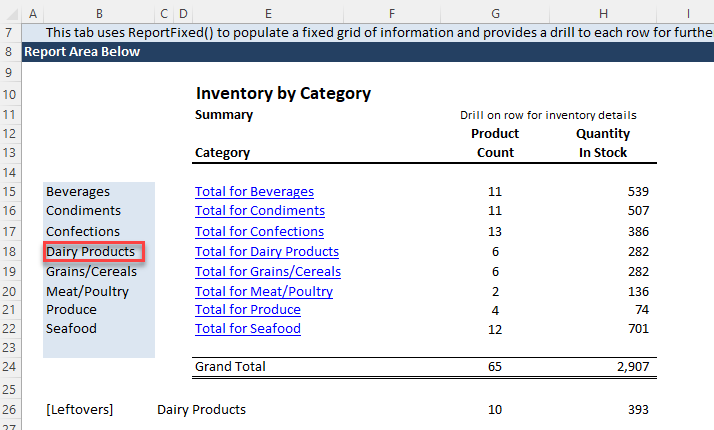 A B C D E F G H I
7 This tab uses ReportFixed() to populate a fixed grid of information and provides a drill to each row for furthe
8 Report Area Below
9
10 Inventory by Category
11 Summary Drill on row for inventory details
12 Product Quantity
13 Category Count In Stock
14
15 Beverages Total for Beverages 11 539
16 Condiments Total for Condiments 11 507
17 Confections Total for Confections 13 386
18 Dairy Products Total for Dairy Products 6 282
19 Grains/Cereals Total for Grains/Cereals 6 282
20 Meat/Poultry Total for Meat/Poultry 2 136
21 Produce Total for Produce 4 74
22 Seafood Total for Seafood 12 701
23
24 Grand Total 65 2,907
25
26 [Leftovers] Dairy Products 10 393
27